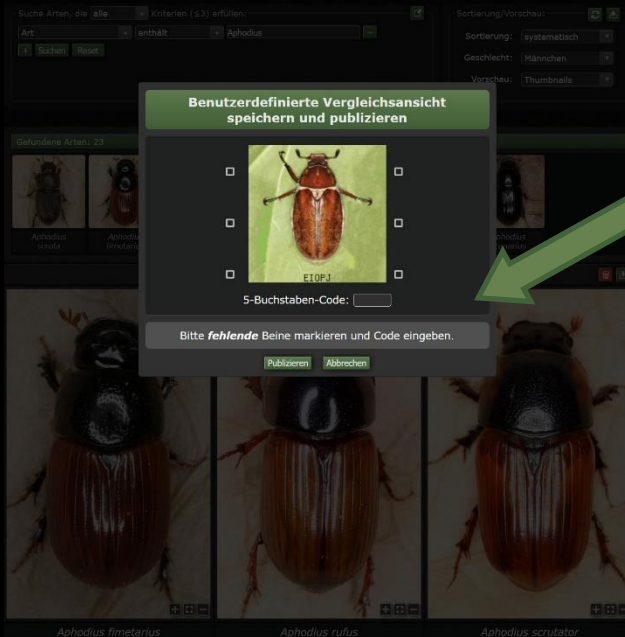 Suche Arten, die alle Kriterien (≤3) erfüllen:
Art enthält Aphodius
+ Suchen Reset
Sortierung/Vorschau:
Sortierung: systematisch
Geschlecht: Männchen
Vorschau: Thumbnails
Benutzerdefinierte Vergleichsansicht
speichern und publizieren
Gefundene Arten: 23
EIOPJ
5-Buchstaben-Code:
Bitte fehlende Beine markieren und Code eingeben.
Publizieren Abbrechen
Aphodius fimetarius
Aphodius rufus
Aphodius scrutator